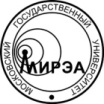 МОСКОВСКИЙ ГОСУДАРСТВЕННЫЙ УНИВЕРСИТЕТ
МИРЭА